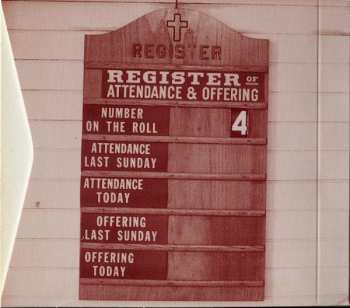 REGISTER
REGISTER OF
ATTENDANCE & OFFERING
NUMBER
ON THE ROLL 4
ATTENDANCE
LAST SUNDAY
ATTENDANCE
TODAY
OFFERING
LAST SUNDAY
OFFERING
TODAY